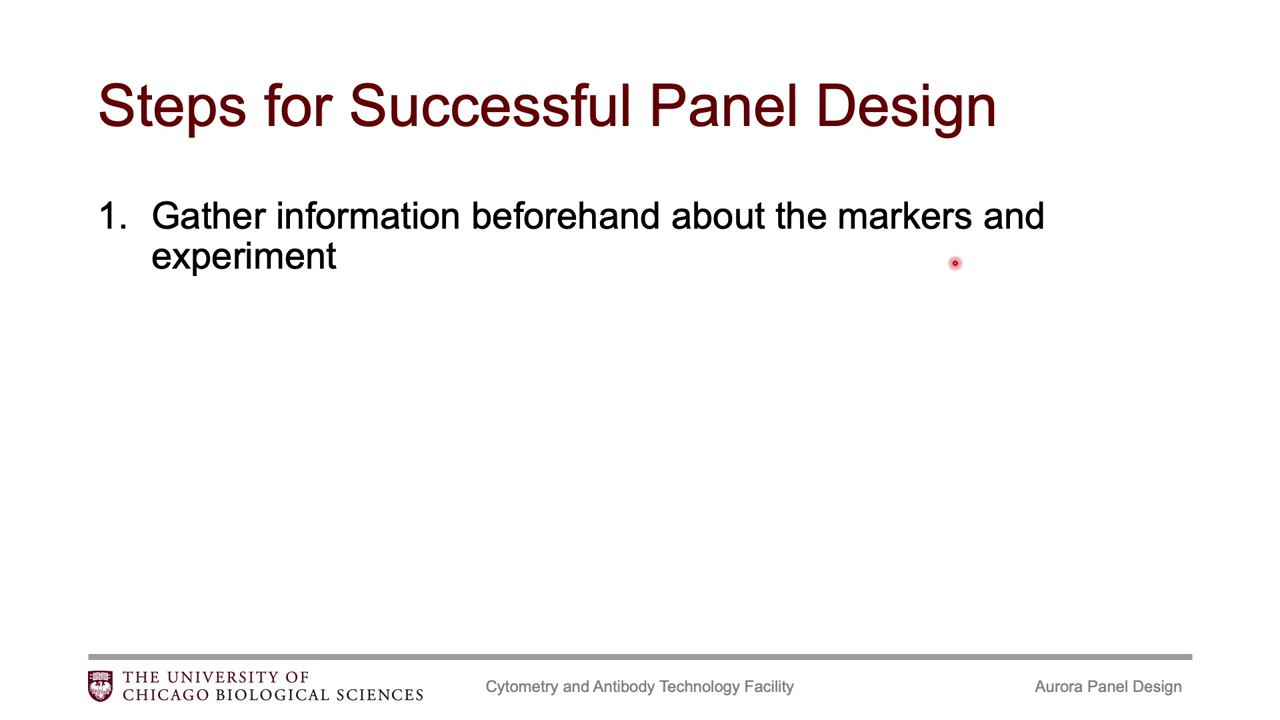 Steps for Successful Panel Design
1. Gather information beforehand about the markers and
experiment
THE UNIVERSITY OF
CHICAGO BIOLOGICAL SCIENCES
Cytometry and Antibody Technology Facility
Aurora Panel Design